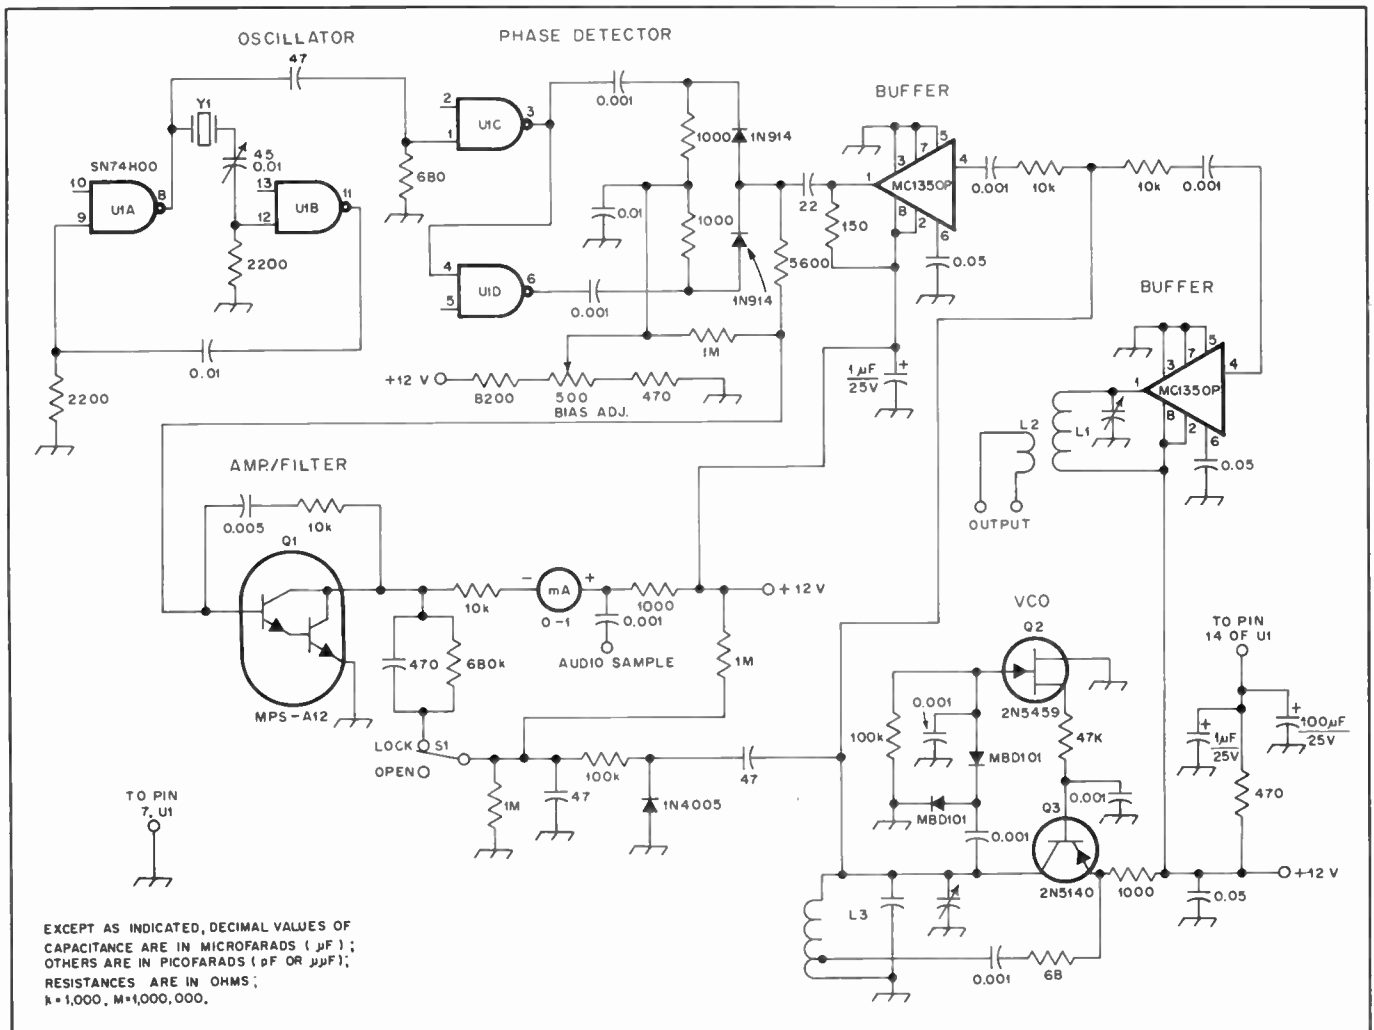 OSCILLATOR
PHASE DETECTOR
BUFFER
47
Y1
45
0.01
SN74H00
10
9
U1A
8
13
12
U1B
11
2200
0.01
2200
680
2
1
U1C
3
0.001
1000
1N914
0.01
1000
4
5
U1D
6
0.001
1N914
5600
1M
+12 V
8200
500
BIAS ADJ.
470
22
150
1
3
7
5
4
MC1350P
8
2
6
0.05
0.001
10k
10k
0.001
1µF
25V
+
BUFFER
1
3
7
5
4
MC1350P
8
2
6
0.05
L2
L1
OUTPUT
AMP/FILTER
0.005
10k
Q1
MPS-A12
10k
-
mA
+
0-1
1000
0.001
AUDIO SAMPLE
+12 V
1M
470
680k
LOCK
S1
OPEN
1M
47
100k
1N4005
47
VCO
Q2
2N5459
0.001
100k
MBD101
MBD101
47K
0.001
0.001
Q3
2N5140
1000
L3
0.001
68
TO PIN
14 OF U1
+
1µF
25V
+
100µF
25V
470
0.05
+12 V
TO PIN
7, U1
EXCEPT AS INDICATED, DECIMAL VALUES OF
CAPACITANCE ARE IN MICROFARADS ( µF ) ;
OTHERS ARE IN PICOFARADS ( pF OR µµF);
RESISTANCES ARE IN OHMS;
k=1,000, M=1,000,000.